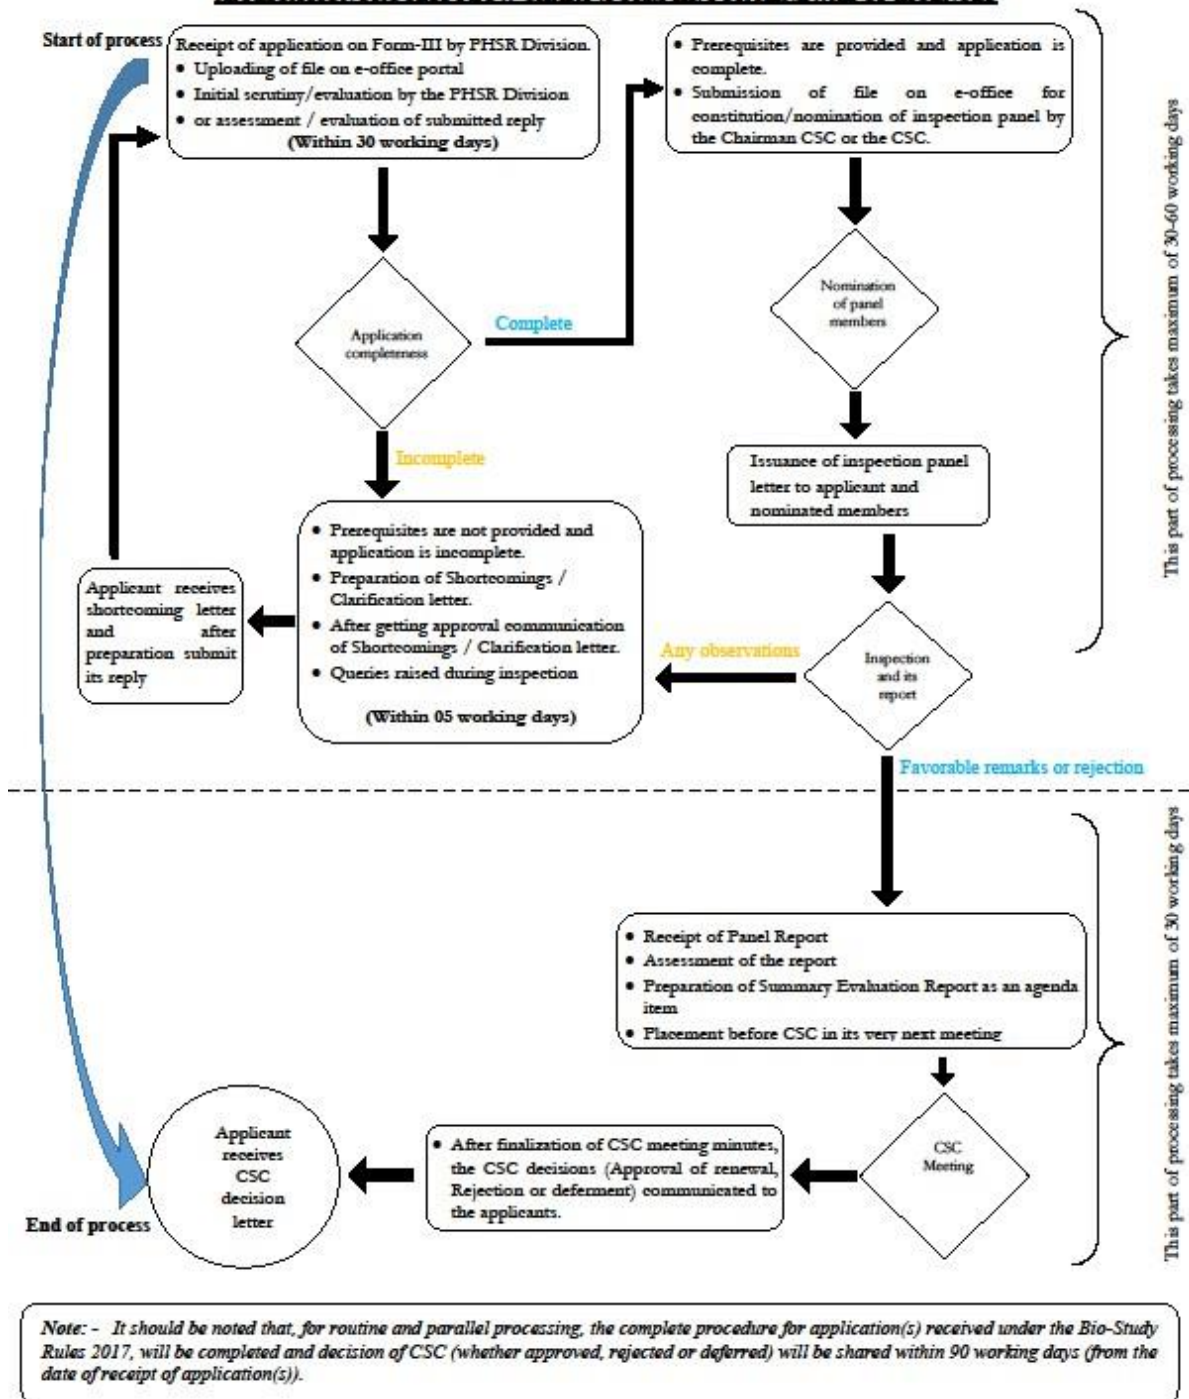 Start of process
Receipt of application on Form-III by PHSR Division.
• Uploading of file on e-office portal
• Initial scrutiny/evaluation by the PHSR Division
• or assessment / evaluation of submitted reply
(Within 30 working days)
• Prerequisites are provided and application is
complete.
• Submission of file on e-office for
constitution/nomination of inspection panel by
the Chairman CSC or the CSC.
This part of processing takes maximum of 30-60 working days
Application
completeness
Complete
Nomination
of panel
members
Incomplete
Issuance of inspection panel
letter to applicant and
nominated members
• Prerequisites are not provided and
application is incomplete.
• Preparation of Shortcomings /
Clarification letter.
• After getting approval communication
of Shortcomings / Clarification letter.
• Queries raised during inspection
(Within 05 working days)
Applicant receives
shortcoming letter
and after
preparation submit
its reply
Any observations
Inspection
and its
report
Favorable remarks or rejection
• Receipt of Panel Report
• Assessment of the report
• Preparation of Summary Evaluation Report as an agenda
item
• Placement before CSC in its very next meeting
This part of processing takes maximum of 30 working days
CSC
Meeting
• After finalization of CSC meeting minutes,
the CSC decisions (Approval of renewal,
Rejection or deferment) communicated to
the applicants.
Applicant
receives
CSC
decision
letter
End of process
Note: - It should be noted that, for routine and parallel processing, the complete procedure for application(s) received under the Bio-Study
Rules 2017, will be completed and decision of CSC (whether approved, rejected or deferred) will be shared within 90 working days (from the
date of receipt of application(s)).